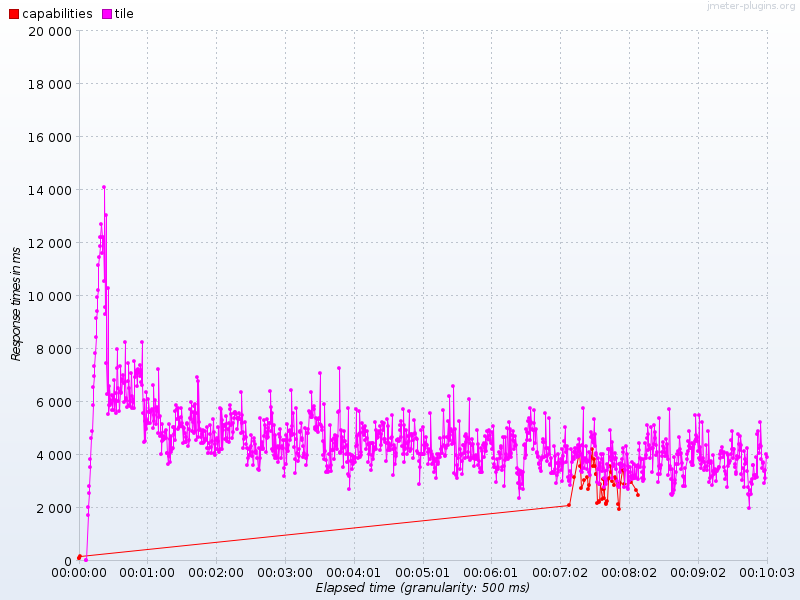 jmeter-plugins.org
capabilities tile
20 000
18 000
16 000
14 000
12 000
10 000
8 000
6 000
4 000
2 000
0
Response times in ms
00:00:00 00:01:00 00:02:00 00:03:00 00:04:01 00:05:01 00:06:01 00:07:02 00:08:02 00:09:02 00:10:03
Elapsed time (granularity: 500 ms)